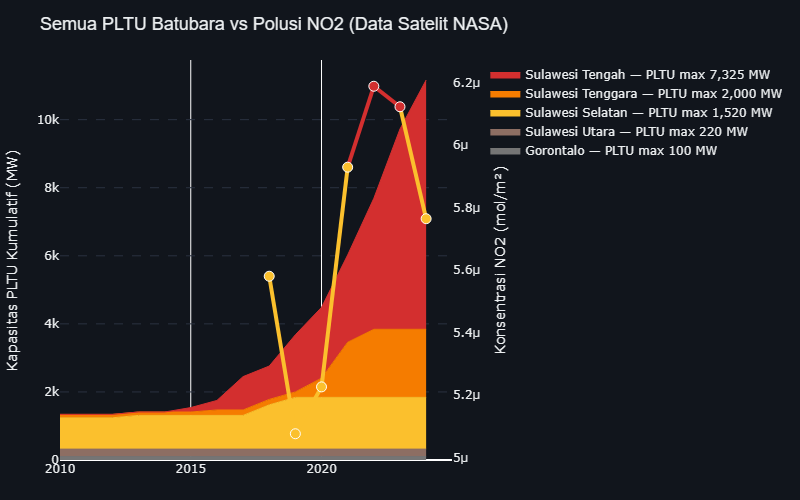 Semua PLTU Batubara vs Polusi NO2 (Data Satelit NASA)
Sulawesi Tengah — PLTU max 7,325 MW
Sulawesi Tenggara — PLTU max 2,000 MW
Sulawesi Selatan — PLTU max 1,520 MW
Sulawesi Utara — PLTU max 220 MW
Gorontalo — PLTU max 100 MW
Kapasitas PLTU Kumulatif (MW)
10k
8k
6k
4k
2k
0
2010
2015
2020
6.2μ
6μ
5.8μ
5.6μ
5.4μ
5.2μ
5μ
Konsentrasi NO2 (mol/m²)